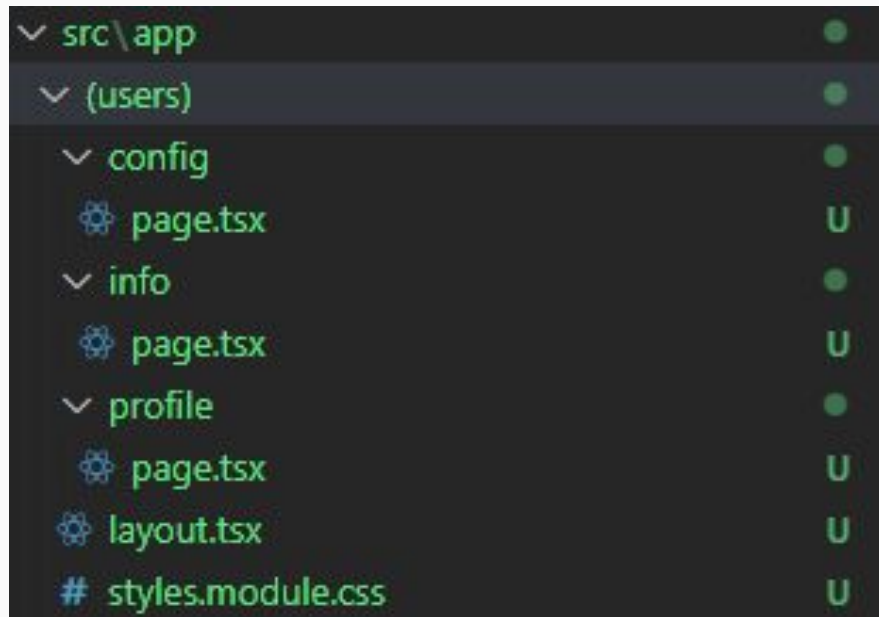 src\app
(users)
config
page.tsx U
info
page.tsx U
profile
page.tsx U
layout.tsx U
# styles.module.css U